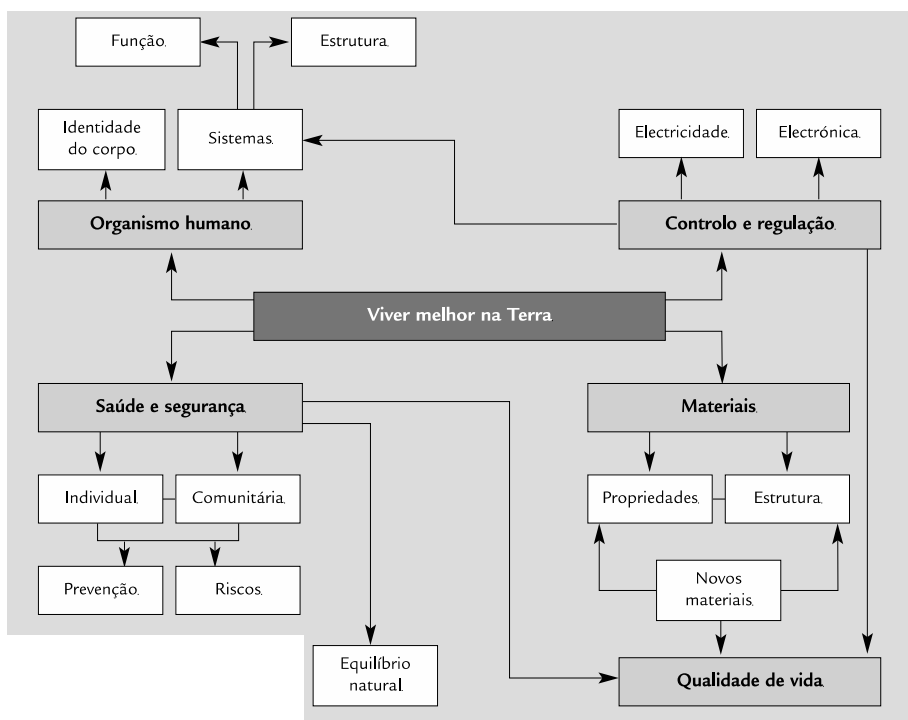 Função.
Estrutura.
Identidade
do corpo.
Sistemas.
Electricidade.
Electrónica.
Organismo humano.
Controlo e regulação.
Viver melhor na Terra
Saúde e segurança.
Materiais.
Individual.
Comunitária.
Propriedades.
Estrutura.
Prevenção.
Riscos.
Novos
materiais.
Equilíbrio
natural.
Qualidade de vida.